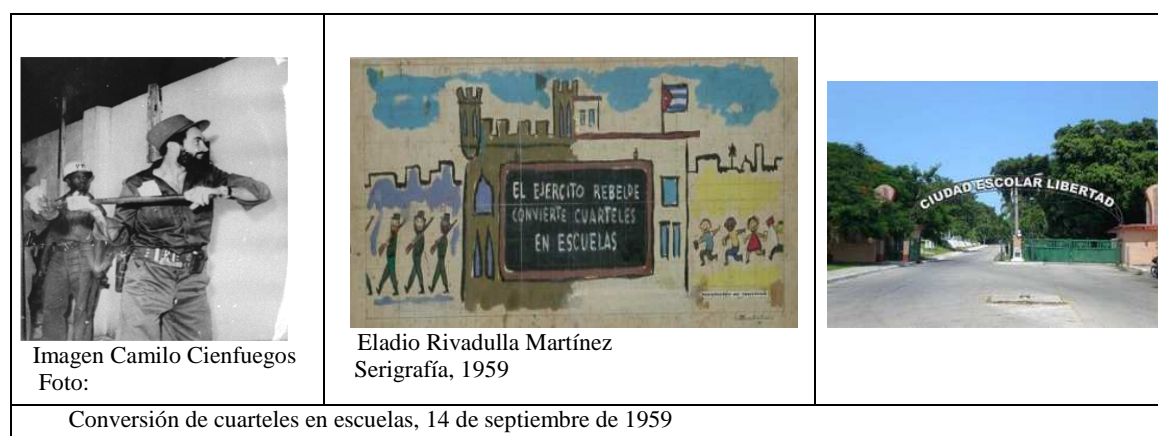 EL EJERCITO REBELDE
CONVIERTE CUARTELES
EN ESCUELAS
CIUDAD ESCOLAR LIBERTAD
Imagen Camilo Cienfuegos
Foto:
Eladio Rivadulla Martínez
Serigrafía, 1959
Conversión de cuarteles en escuelas, 14 de septiembre de 1959